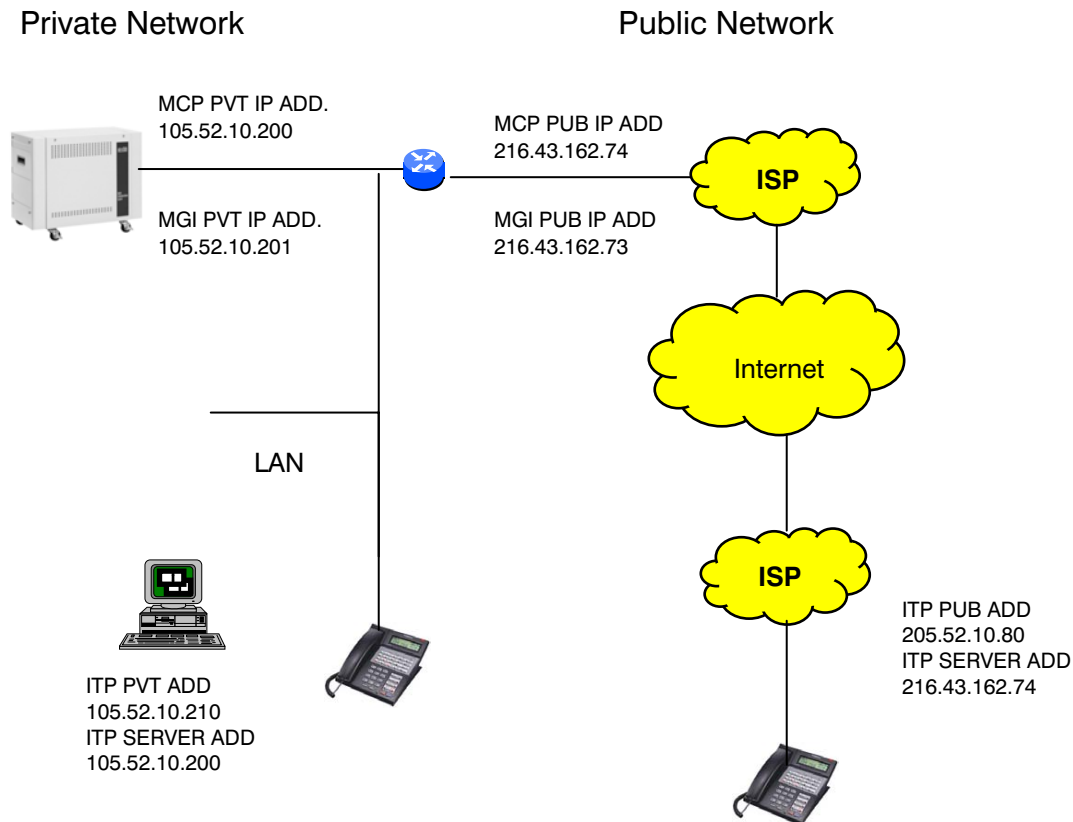 Private Network
Public Network
MCP PVT IP ADD.
105.52.10.200
MCP PUB IP ADD
216.43.162.74
ISP
MGI PVT IP ADD.
105.52.10.201
MGI PUB IP ADD
216.43.162.73
Internet
LAN
ISP
ITP PUB ADD
205.52.10.80
ITP SERVER ADD
216.43.162.74
ITP PVT ADD
105.52.10.210
ITP SERVER ADD
105.52.10.200